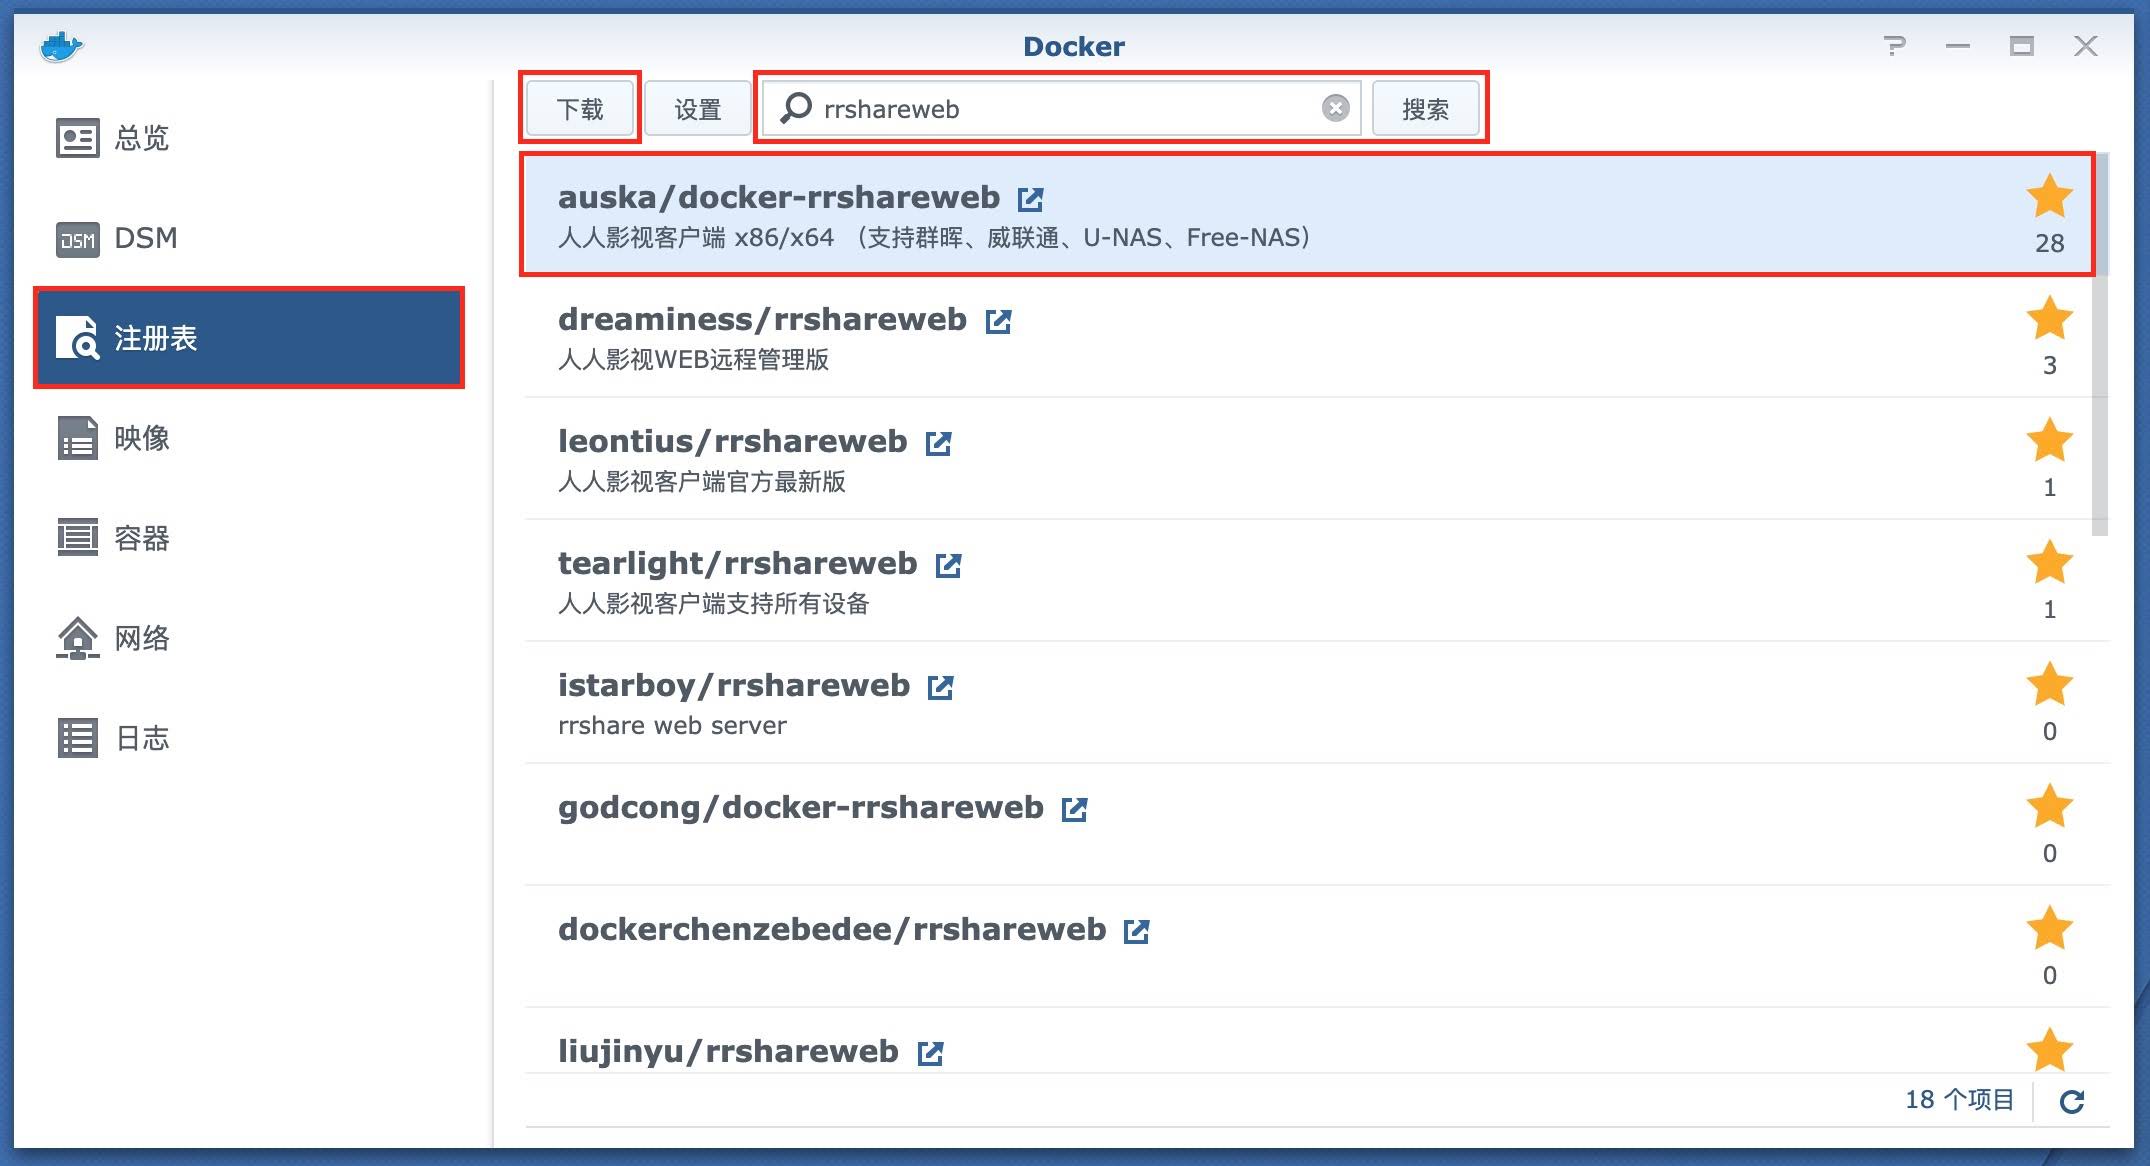 Docker
总览
DSM
注册表
映像
容器
网络
日志
下载
设置
rrshareweb
搜索
auska/docker-rrshareweb
人人影视客户端 x86/x64 （支持群晖、威联通、U-NAS、Free-NAS）
28
dreaminess/rrshareweb
人人影视WEB远程管理版
3
leontius/rrshareweb
人人影视客户端官方最新版
1
tearlight/rrshareweb
人人影视客户端支持所有设备
1
istarboy/rrshareweb
rrshare web server
0
godcong/docker-rrshareweb
0
dockerchenzebedee/rrshareweb
0
liujinyu/rrshareweb
18 个项目